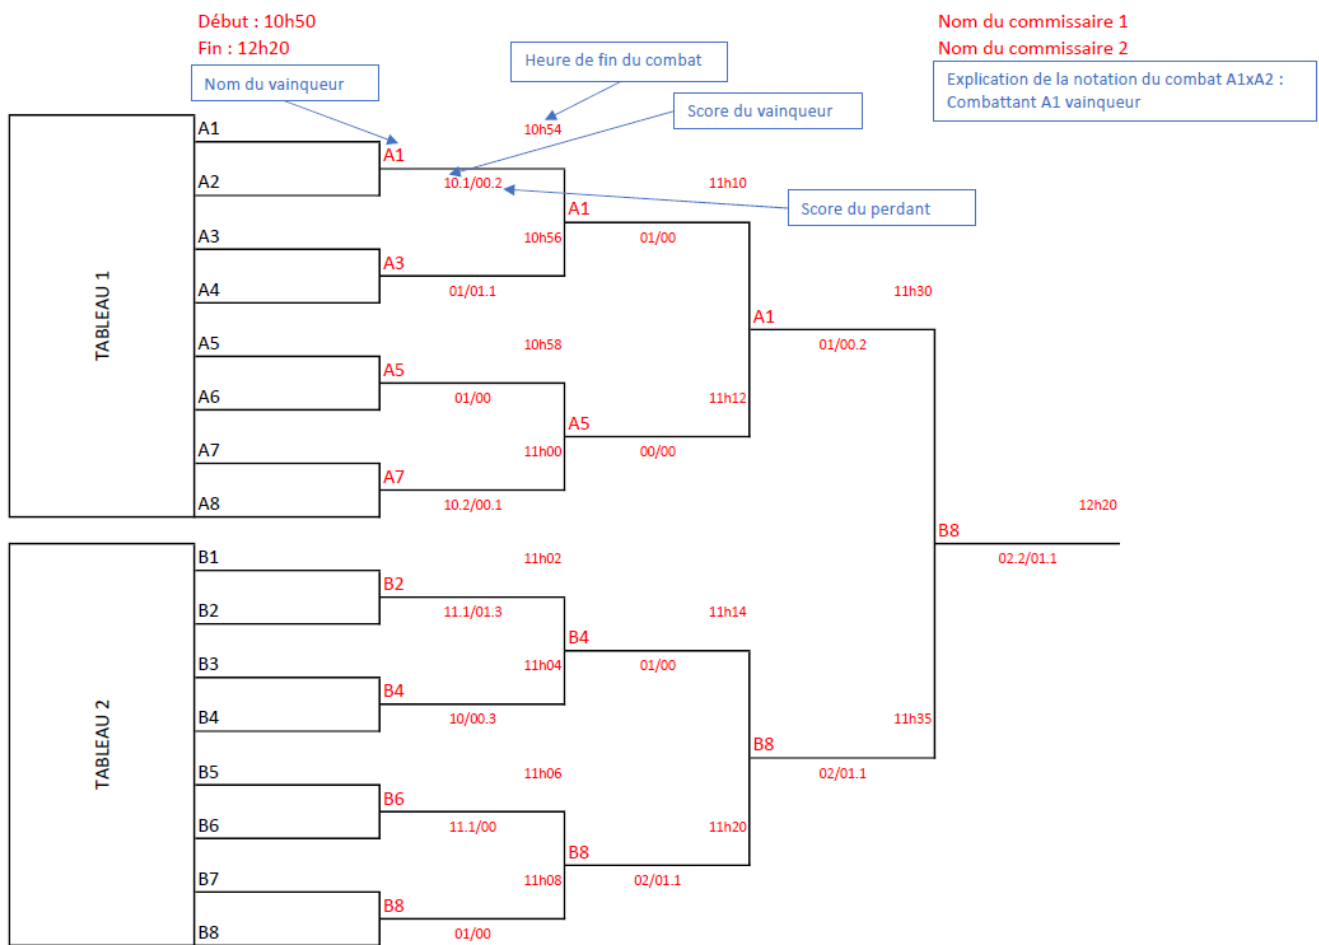 Début : 10h50
Fin : 12h20
Nom du commissaire 1
Nom du commissaire 2
Explication de la notation du combat A1xA2 :
Combattant A1 vainqueur
Nom du vainqueur
Heure de fin du combat
Score du vainqueur
Score du perdant
TABLEAU 1
A1
A2
A3
A4
A5
A6
A7
A8
A1
10h54
10.1/00.2
A3
10h56
01/01.1
A5
10h58
01/00
A7
11h00
10.2/00.1
A1
11h10
01/00
A5
11h12
00/00
A1
11h30
01/00.2
TABLEAU 2
B1
B2
B3
B4
B5
B6
B7
B8
B2
11h02
11.1/01.3
B4
11h04
10/00.3
B6
11h06
11.1/00
B8
11h08
01/00
B4
11h14
01/00
B8
11h20
02/01.1
B8
11h35
02/01.1
B8
12h20
02.2/01.1